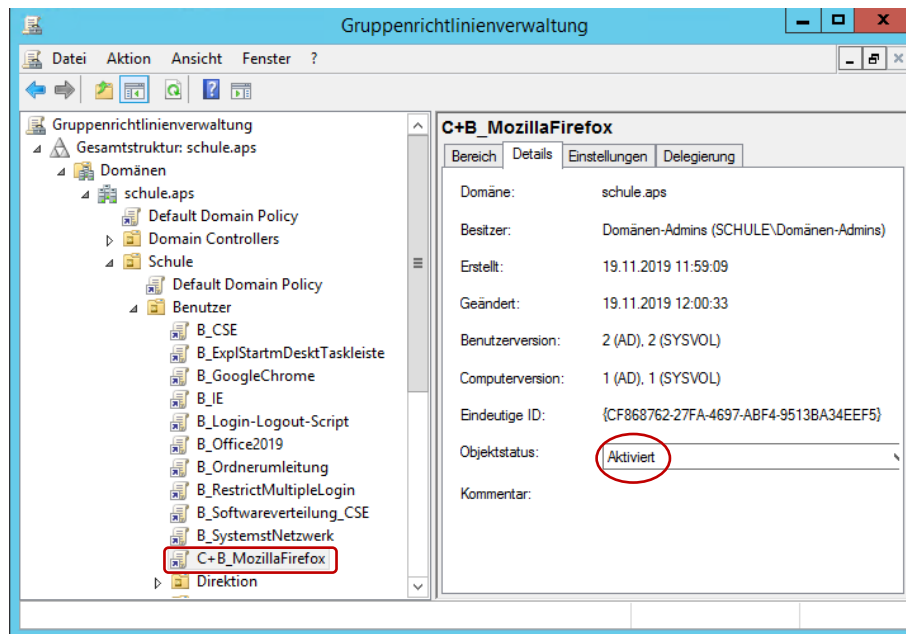 Gruppenrichtlinienverwaltung
Datei Aktion Ansicht Fenster ?
Gruppenrichtlinienverwaltung
Gesamtstruktur: schule.aps
Domänen
schule.aps
Default Domain Policy
Domain Controllers
Schule
Default Domain Policy
Benutzer
B_CSE
B_ExplStartmDesktTaskleiste
B_GoogleChrome
B_IE
B_Login-Logout-Script
B_Office2019
B_Ordnerumleitung
B_RestrictMultipleLogin
B_Softwareverteilung_CSE
B_SystemstNetzwerk
C+B_MozillaFirefox
Direktion
C+B_MozillaFirefox
Bereich Details Einstellungen Delegierung
Domäne: schule.aps
Besitzer: Domänen-Admins (SCHULE\Domänen-Admins)
Erstellt: 19.11.2019 11:59:09
Geändert: 19.11.2019 12:00:33
Benutzerversion: 2 (AD), 2 (SYSVOL)
Computerversion: 1 (AD), 1 (SYSVOL)
Eindeutige ID: {CF868762-27FA-4697-ABF4-9513BA34EEF5}
Objektstatus: Aktiviert
Kommentar: